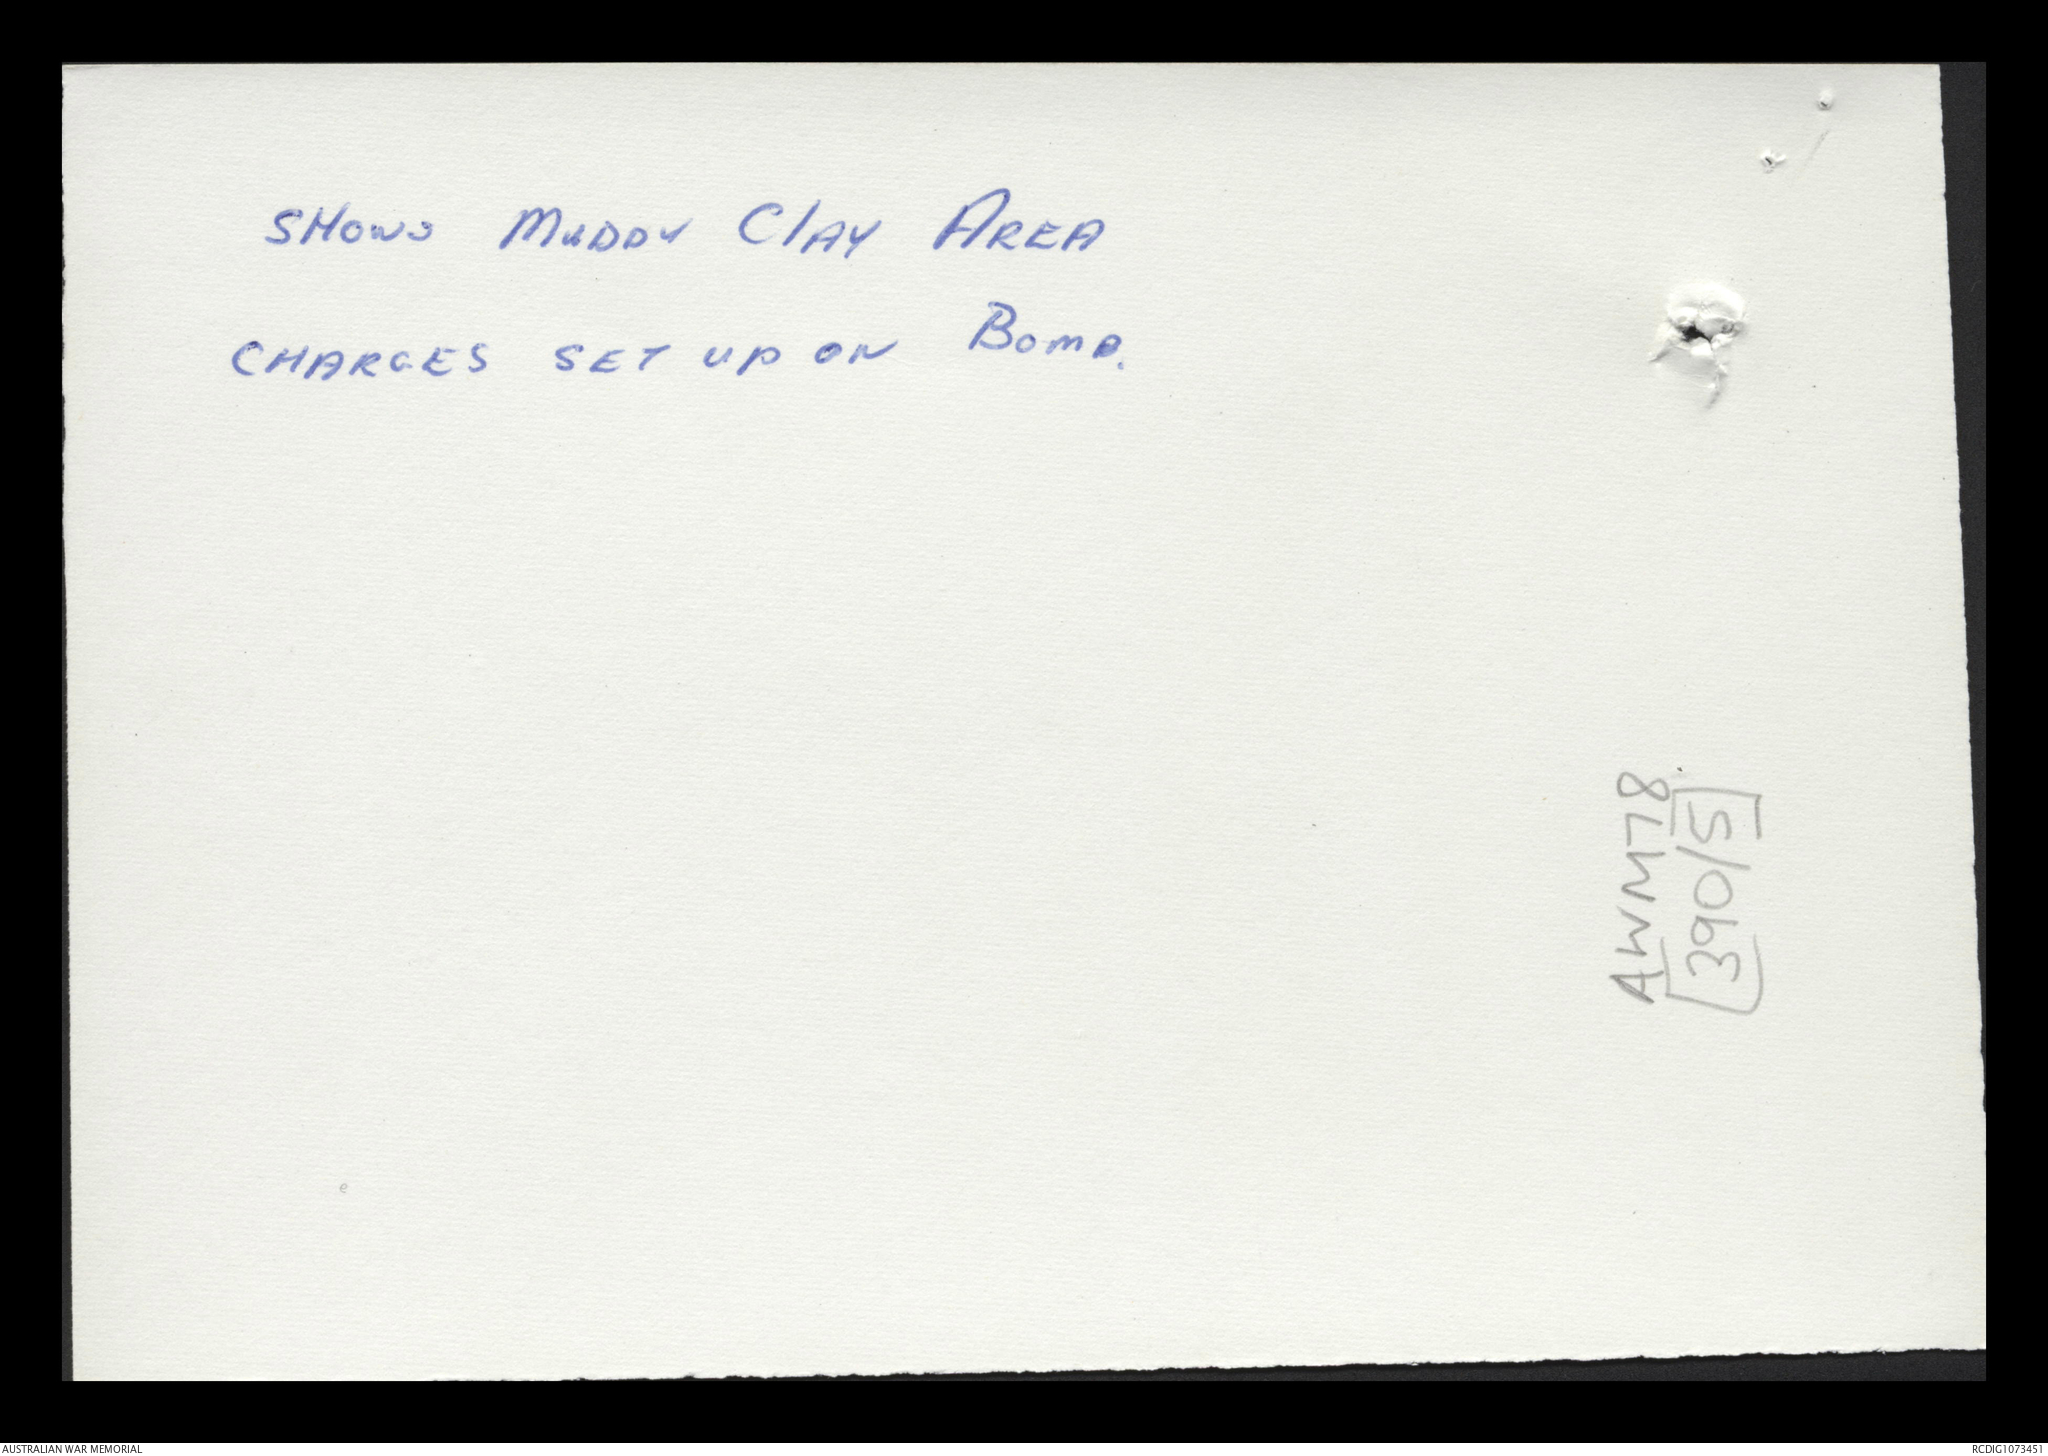 SHOWS MUDDY ClAY AREA
CHARGES SET UP ON BOMB.
AWM78
[390/5]
e
AUSTRALIAN WAR MEMORIAL
RCDIG1073451